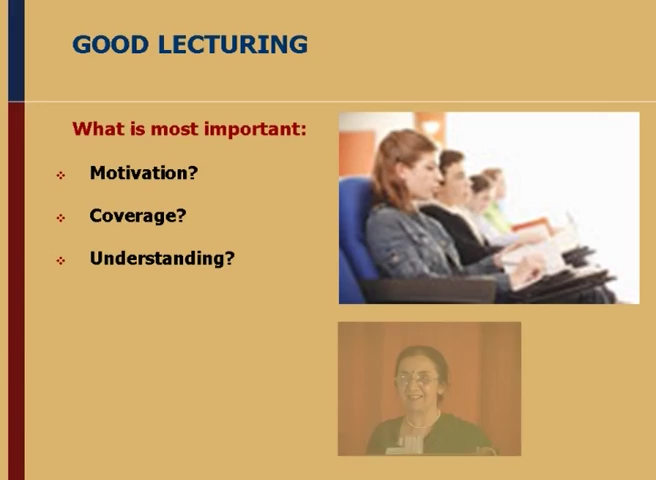 GOOD LECTURING
What is most important:
Motivation?
Coverage?
Understanding?